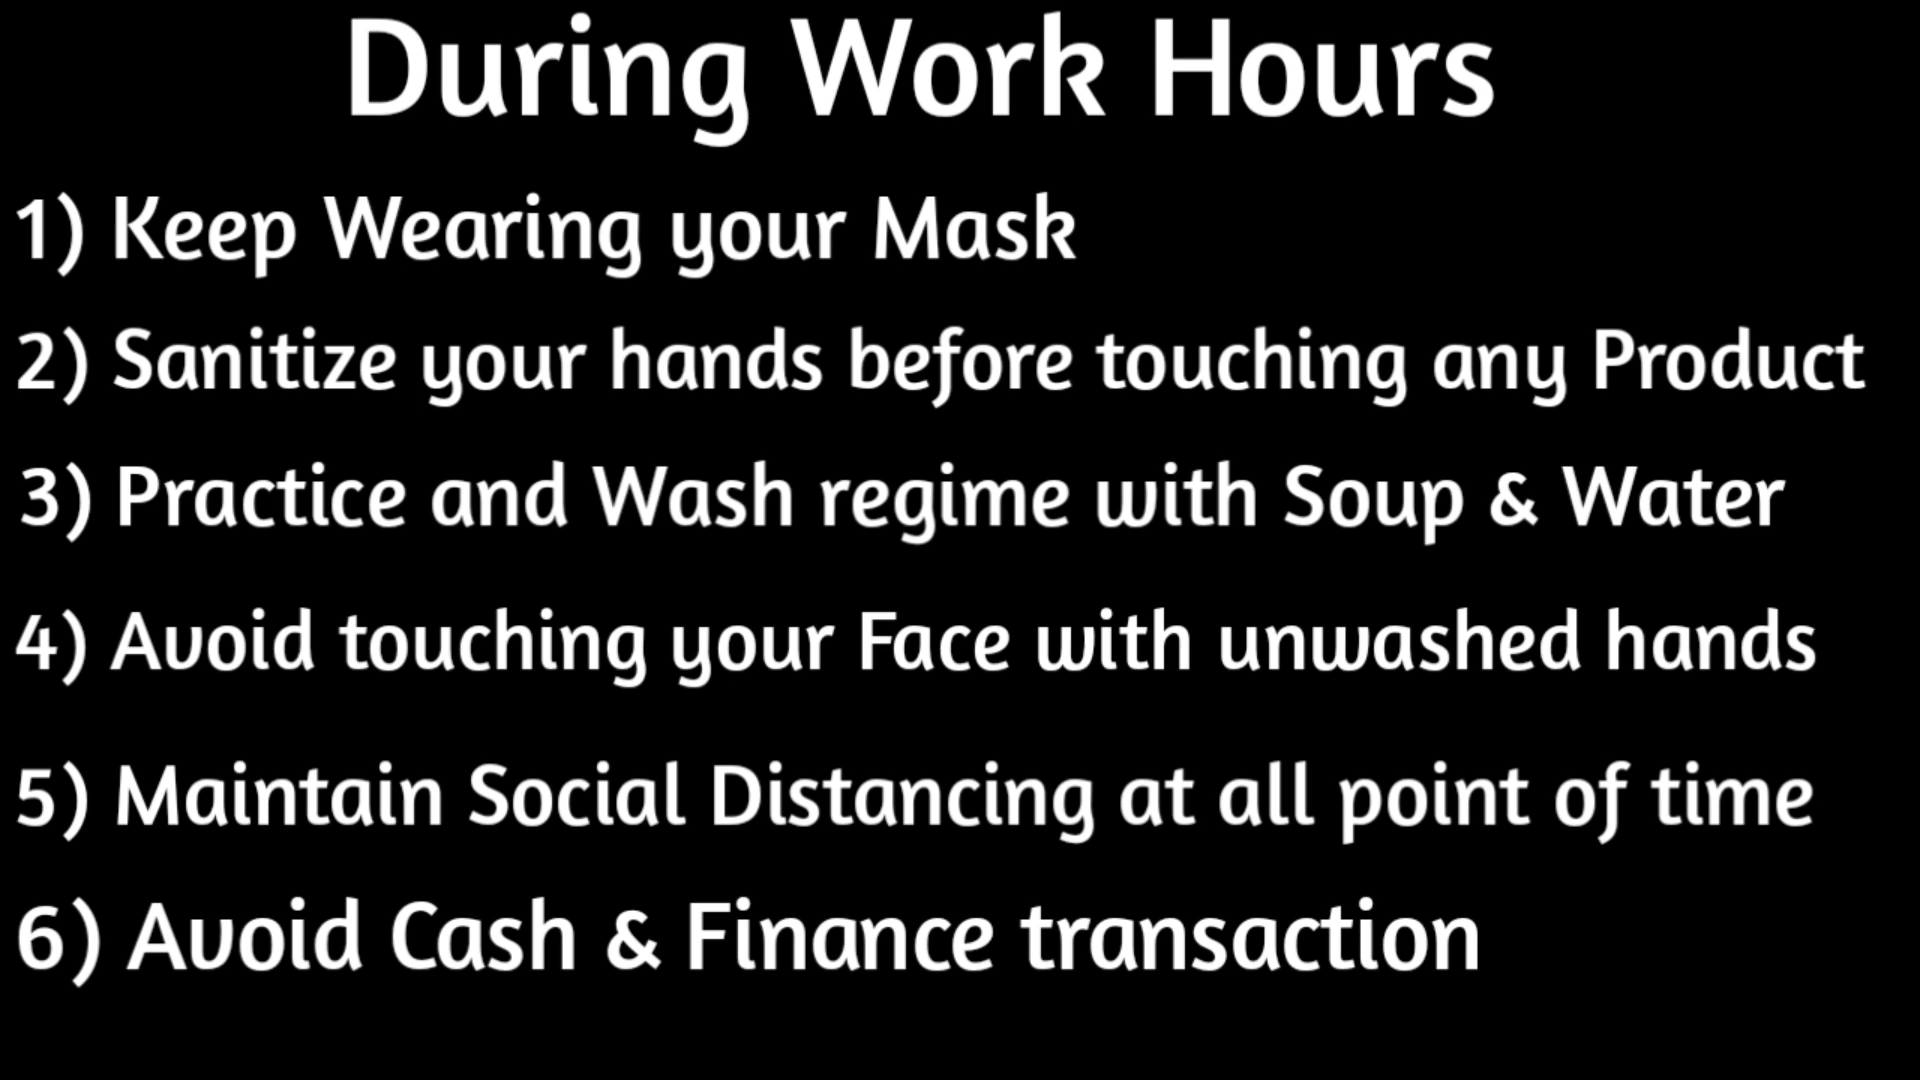 During Work Hours
1) Keep Wearing your Mask
2) Sanitize your hands before touching any Product
3) Practice and Wash regime with Soup & Water
4) Avoid touching your Face with unwashed hands
5) Maintain Social Distancing at all point of time
6) Avoid Cash & Finance transaction